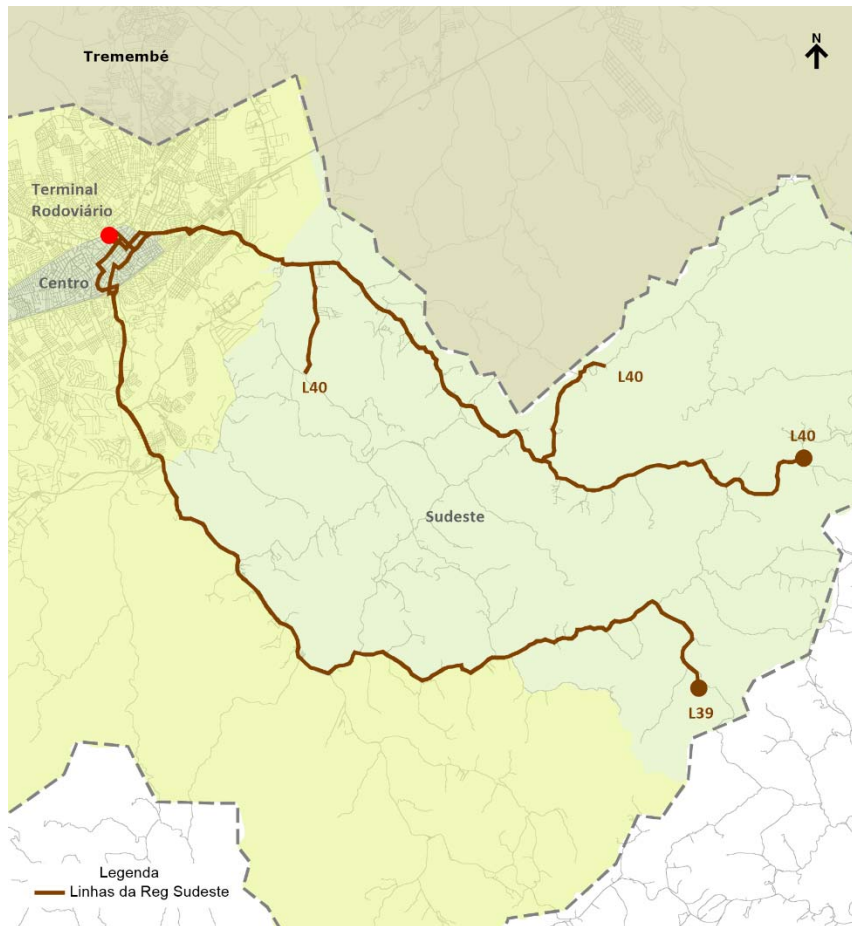 Tremembé
N
Terminal
Rodoviário
Centro
L40
L40
L40
Sudeste
L39
Legenda
Linhas da Reg Sudeste